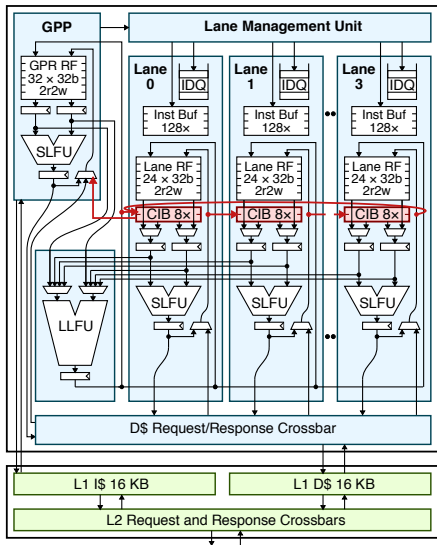 GPP
Lane Management Unit
GPR RF
32 × 32b
2r2w
SLFU
Lane
0
IDQ
Inst Buf
128×
Lane RF
24 × 32b
2r2w
CIB 8×
SLFU
Lane
1
IDQ
Inst Buf
128×
Lane RF
24 × 32b
2r2w
CIB 8×
SLFU
Lane
3
IDQ
Inst Buf
128×
Lane RF
24 × 32b
2r2w
CIB 8×
SLFU
LLFU
D$ Request/Response Crossbar
L1 I$ 16 KB
L1 D$ 16 KB
L2 Request and Response Crossbars